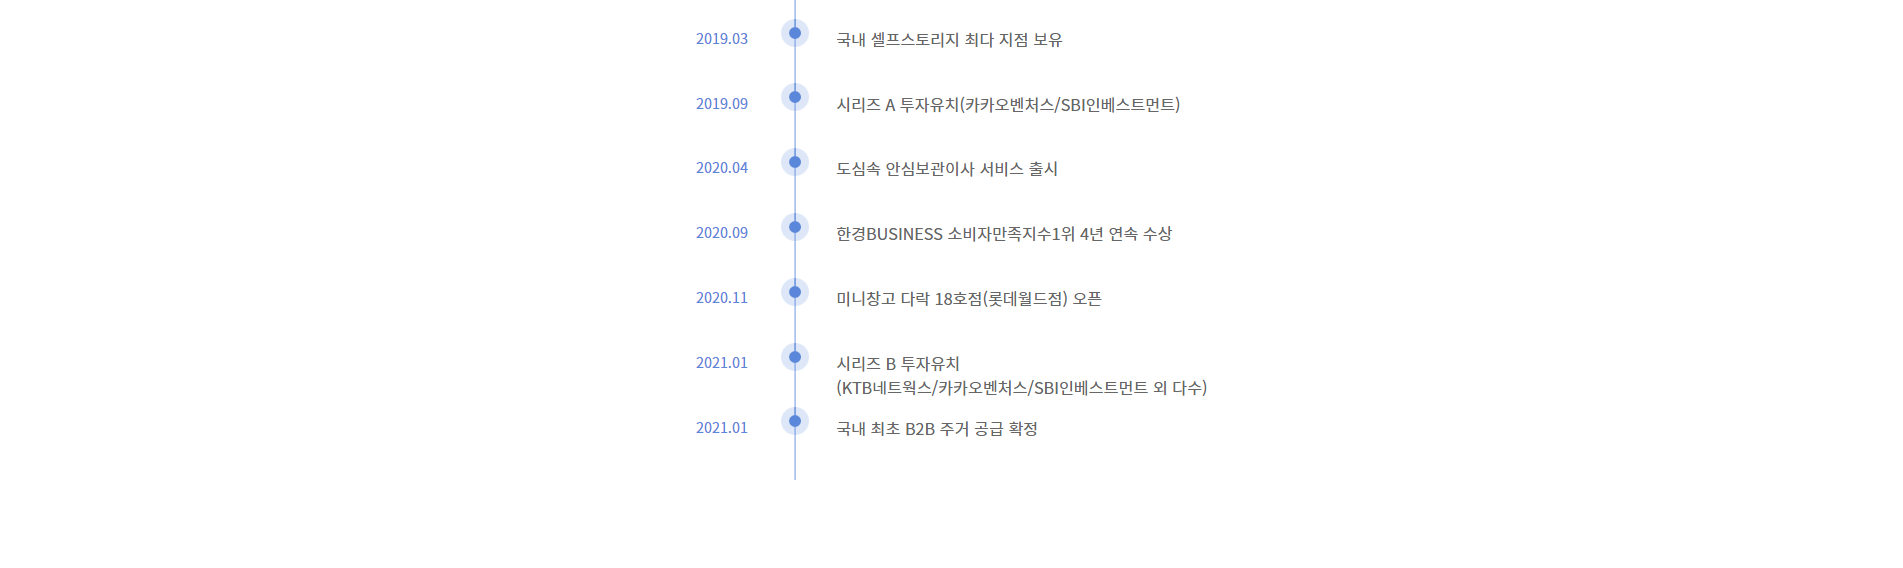 2019.03 국내 셀프스토리지 최다 지점 보유
2019.09 시리즈 A 투자유치(카카오벤처스/SBI인베스트먼트)
2020.04 도심속 안심보관이사 서비스 출시
2020.09 한경BUSINESS 소비자만족지수1위 4년 연속 수상
2020.11 미니창고 다락 18호점(롯데월드점) 오픈
2021.01 시리즈 B 투자유치
(KTB네트웍스/카카오벤처스/SBI인베스트먼트 외 다수)
2021.01 국내 최초 B2B 주거 공급 확정